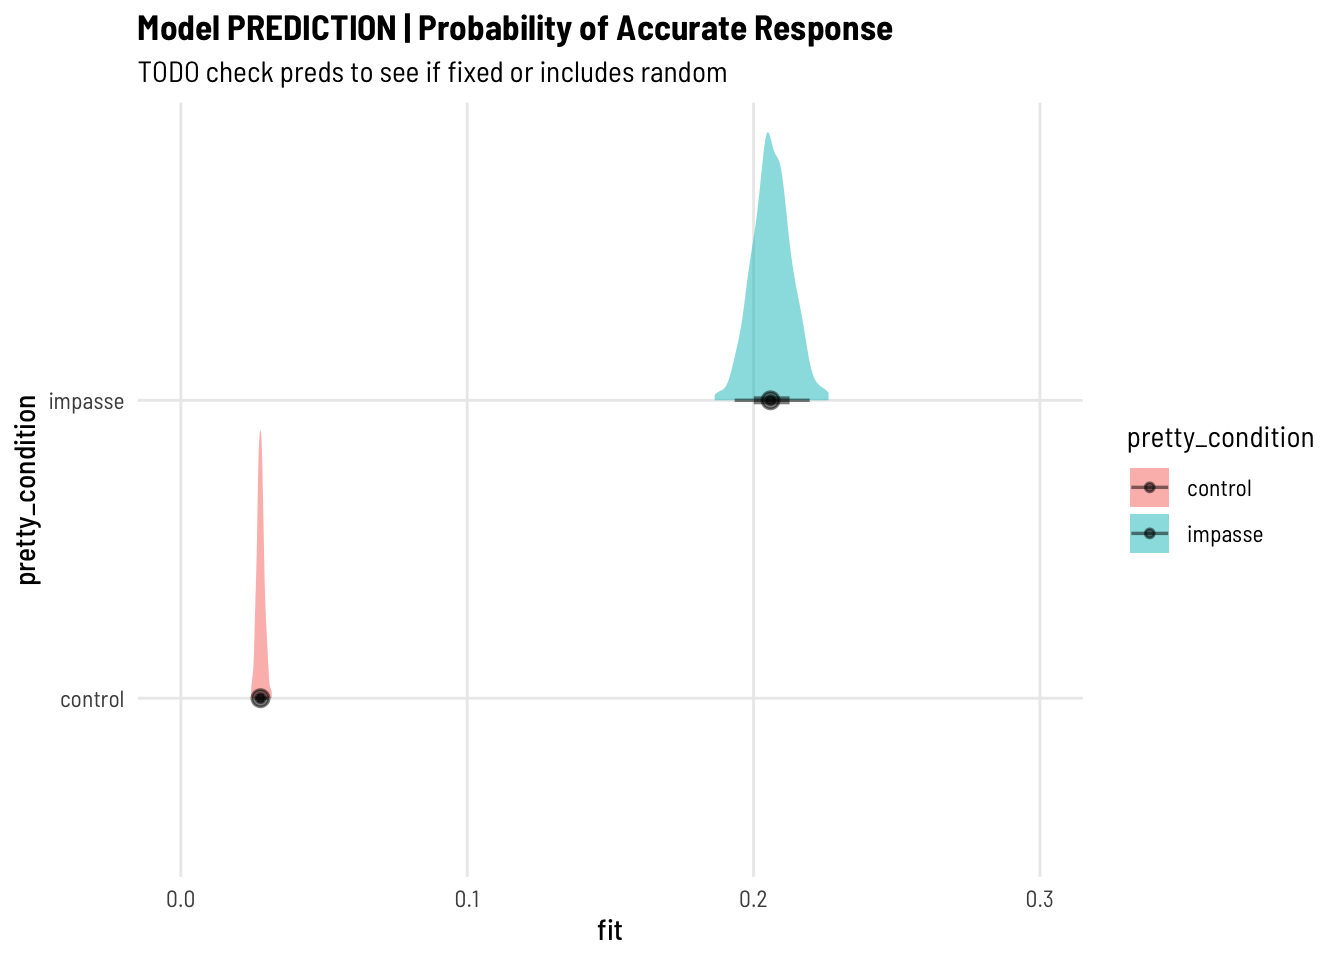 Model PREDICTION | Probability of Accurate Response
TODO check preds to see if fixed or includes random
pretty_condition
impasse
control
0.0
0.1
0.2
0.3
fit
pretty_condition
control
impasse